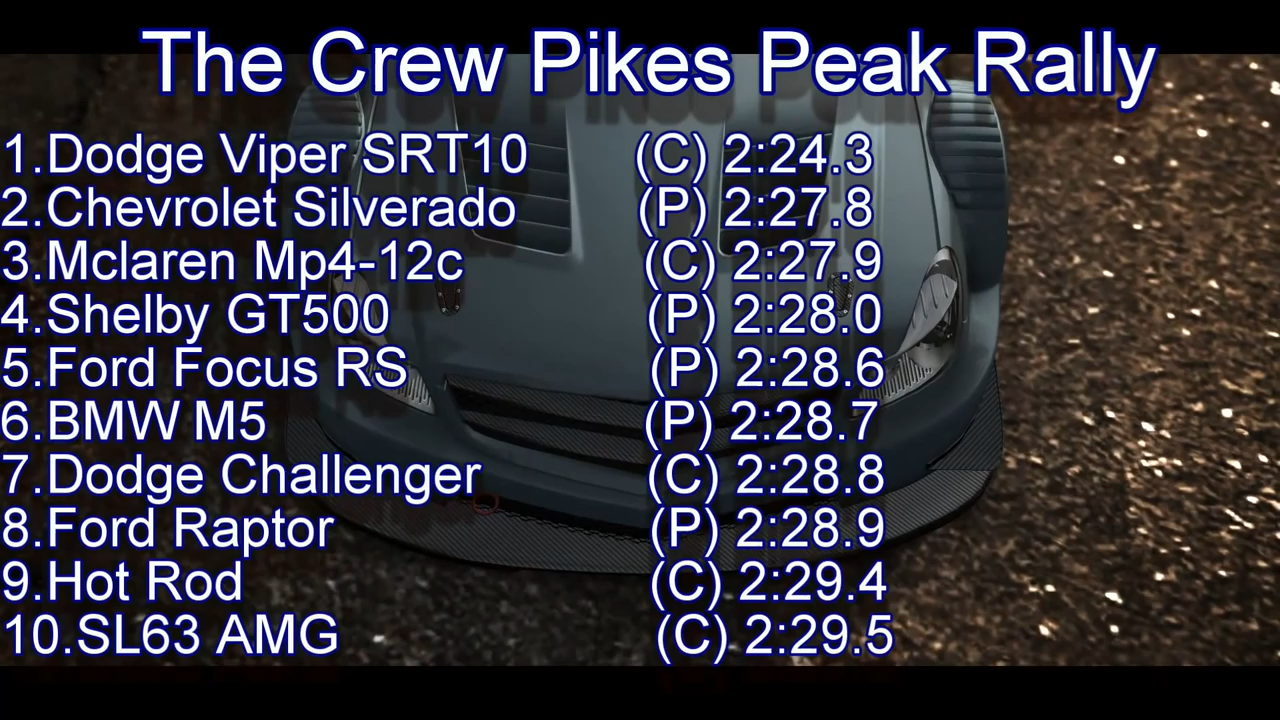 The Crew Pikes Peak Rally
1.Dodge Viper SRT10 (C) 2:24.3
2.Chevrolet Silverado (P) 2:27.8
3.Mclaren Mp4-12c (C) 2:27.9
4.Shelby GT500 (P) 2:28.0
5.Ford Focus RS (P) 2:28.6
6.BMW M5 (P) 2:28.7
7.Dodge Challenger (C) 2:28.8
8.Ford Raptor (P) 2:28.9
9.Hot Rod (C) 2:29.4
10.SL63 AMG (C) 2:29.5